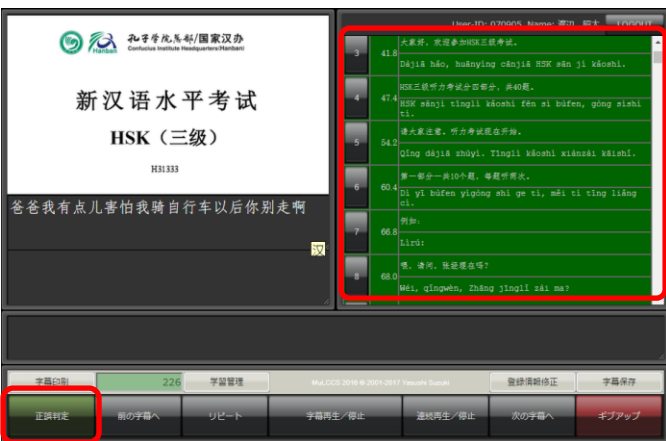 User-ID: 070905 Name: 渡辺 昭大 LOGOUT
孔子学院总部/国家汉办
Confucius Institute Headquarters(Hanban)
Hanban
新汉语水平考试
HSK（三级）
H31333
爸爸我有点儿害怕我骑自行车以后你别走啊
汉
3 41.8 大家好，欢迎参加HSK三级考试。
Dàjiā hǎo, huānyíng cānjiā HSK sān jí kǎoshì.
4 47.4 HSK三级听力考试分四部分，共40题。
HSK sānjí tīnglì kǎoshì fēn sì bùfen, gòng sìshí
tí.
5 54.2 请大家注意，听力考试现在开始。
Qǐng dàjiā zhùyì. Tīnglì kǎoshì xiànzài kāishǐ.
6 60.4 第一部分一共10个题，每题听两次。
Dì yī bùfen yīgòng shí ge tí, měi tí tīng liǎng
cì.
7 66.8 例如：
Lìrú:
8 68.0 喂，请问，张经理在吗？
Wéi, qǐngwèn, Zhāng jīnglǐ zài ma?
字幕印刷 226 学習管理 MuLCCS 2016 © 2001-2017 Yasushi Suzuki 登録情報修正 字幕保存
正誤判定 前の字幕へ リピート 字幕再生／停止 連続再生／停止 次の字幕へ ギブアップ